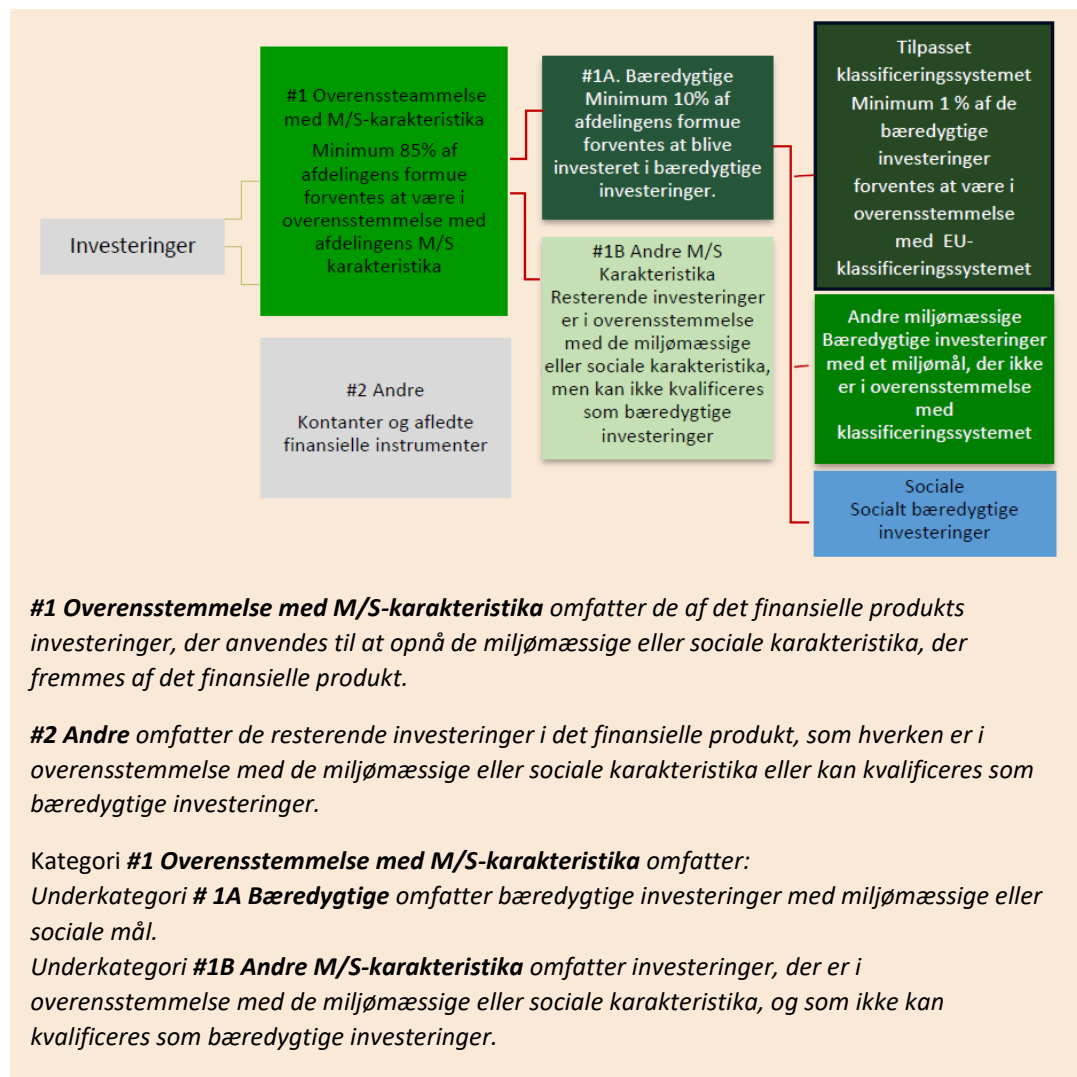 Investeringer
#1 Overenssteammelse
med M/S-karakteristika
Minimum 85% af
afdelingens formue
forventes at være i
overensstemmelse med
afdelingens M/S
karakteristika
#2 Andre
Kontanter og afledte
finansielle instrumenter
#1A. Bæredygtige
Minimum 10% af
afdelingens formue
forventes at blive
investeret i bæredygtige
investeringer.
#1B Andre M/S
Karakteristika
Resterende investeringer
er i overensstemmelse
med de miljømæssige
eller sociale karakteristika,
men kan ikke kvalificeres
som bæredygtige
investeringer
Tilpasset
klassificeringssystemet
Minimum 1 % af de
bæredygtige
investeringer
forventes at være i
overensstemmelse
med EU-
klassificeringssystemet
Andre miljømæssige
Bæredygtige investeringer
med et miljømål, der ikke
er i overensstemmelse
med
klassificeringssystemet
Sociale
Socialt bæredygtige
investeringer
#1 Overensstemmelse med M/S-karakteristika omfatter de af det finansielle produkts
investeringer, der anvendes til at opnå de miljømæssige eller sociale karakteristika, der
fremmes af det finansielle produkt.
#2 Andre omfatter de resterende investeringer i det finansielle produkt, som hverken er i
overensstemmelse med de miljømæssige eller sociale karakteristika eller kan kvalificeres som
bæredygtige investeringer.
Kategori #1 Overensstemmelse med M/S-karakteristika omfatter:
Underkategori # 1A Bæredygtige omfatter bæredygtige investeringer med miljømæssige eller
sociale mål.
Underkategori #1B Andre M/S-karakteristika omfatter investeringer, der er i
overensstemmelse med de miljømæssige eller sociale karakteristika, og som ikke kan
kvalificeres som bæredygtige investeringer.